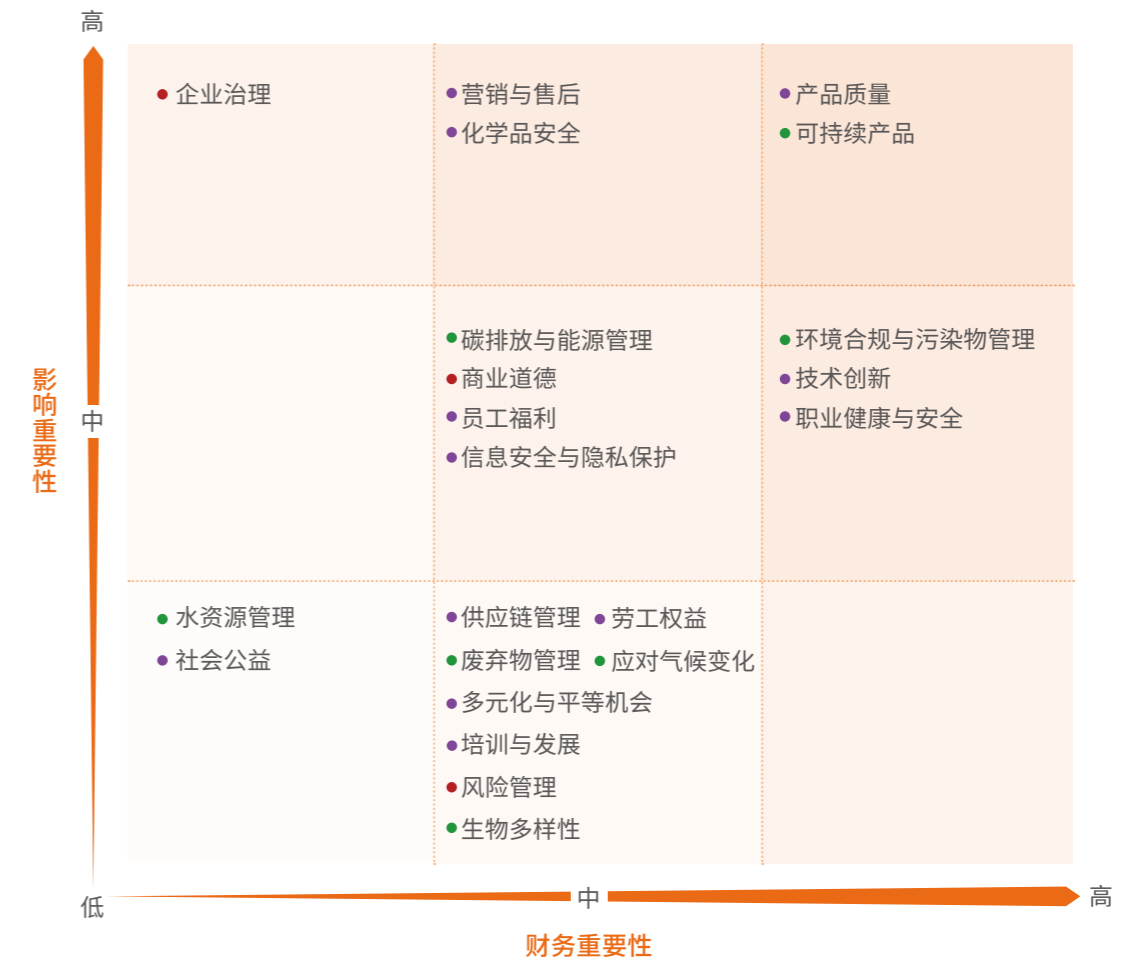 高
企业治理
营销与售后
产品质量
化学品安全
可持续产品
碳排放与能源管理
环境合规与污染物管理
商业道德
技术创新
员工福利
职业健康与安全
信息安全与隐私保护
影响重要性
中
水资源管理
供应链管理
劳工权益
社会公益
废弃物管理
应对气候变化
多元化与平等机会
培训与发展
风险管理
生物多样性
低
中
高
财务重要性